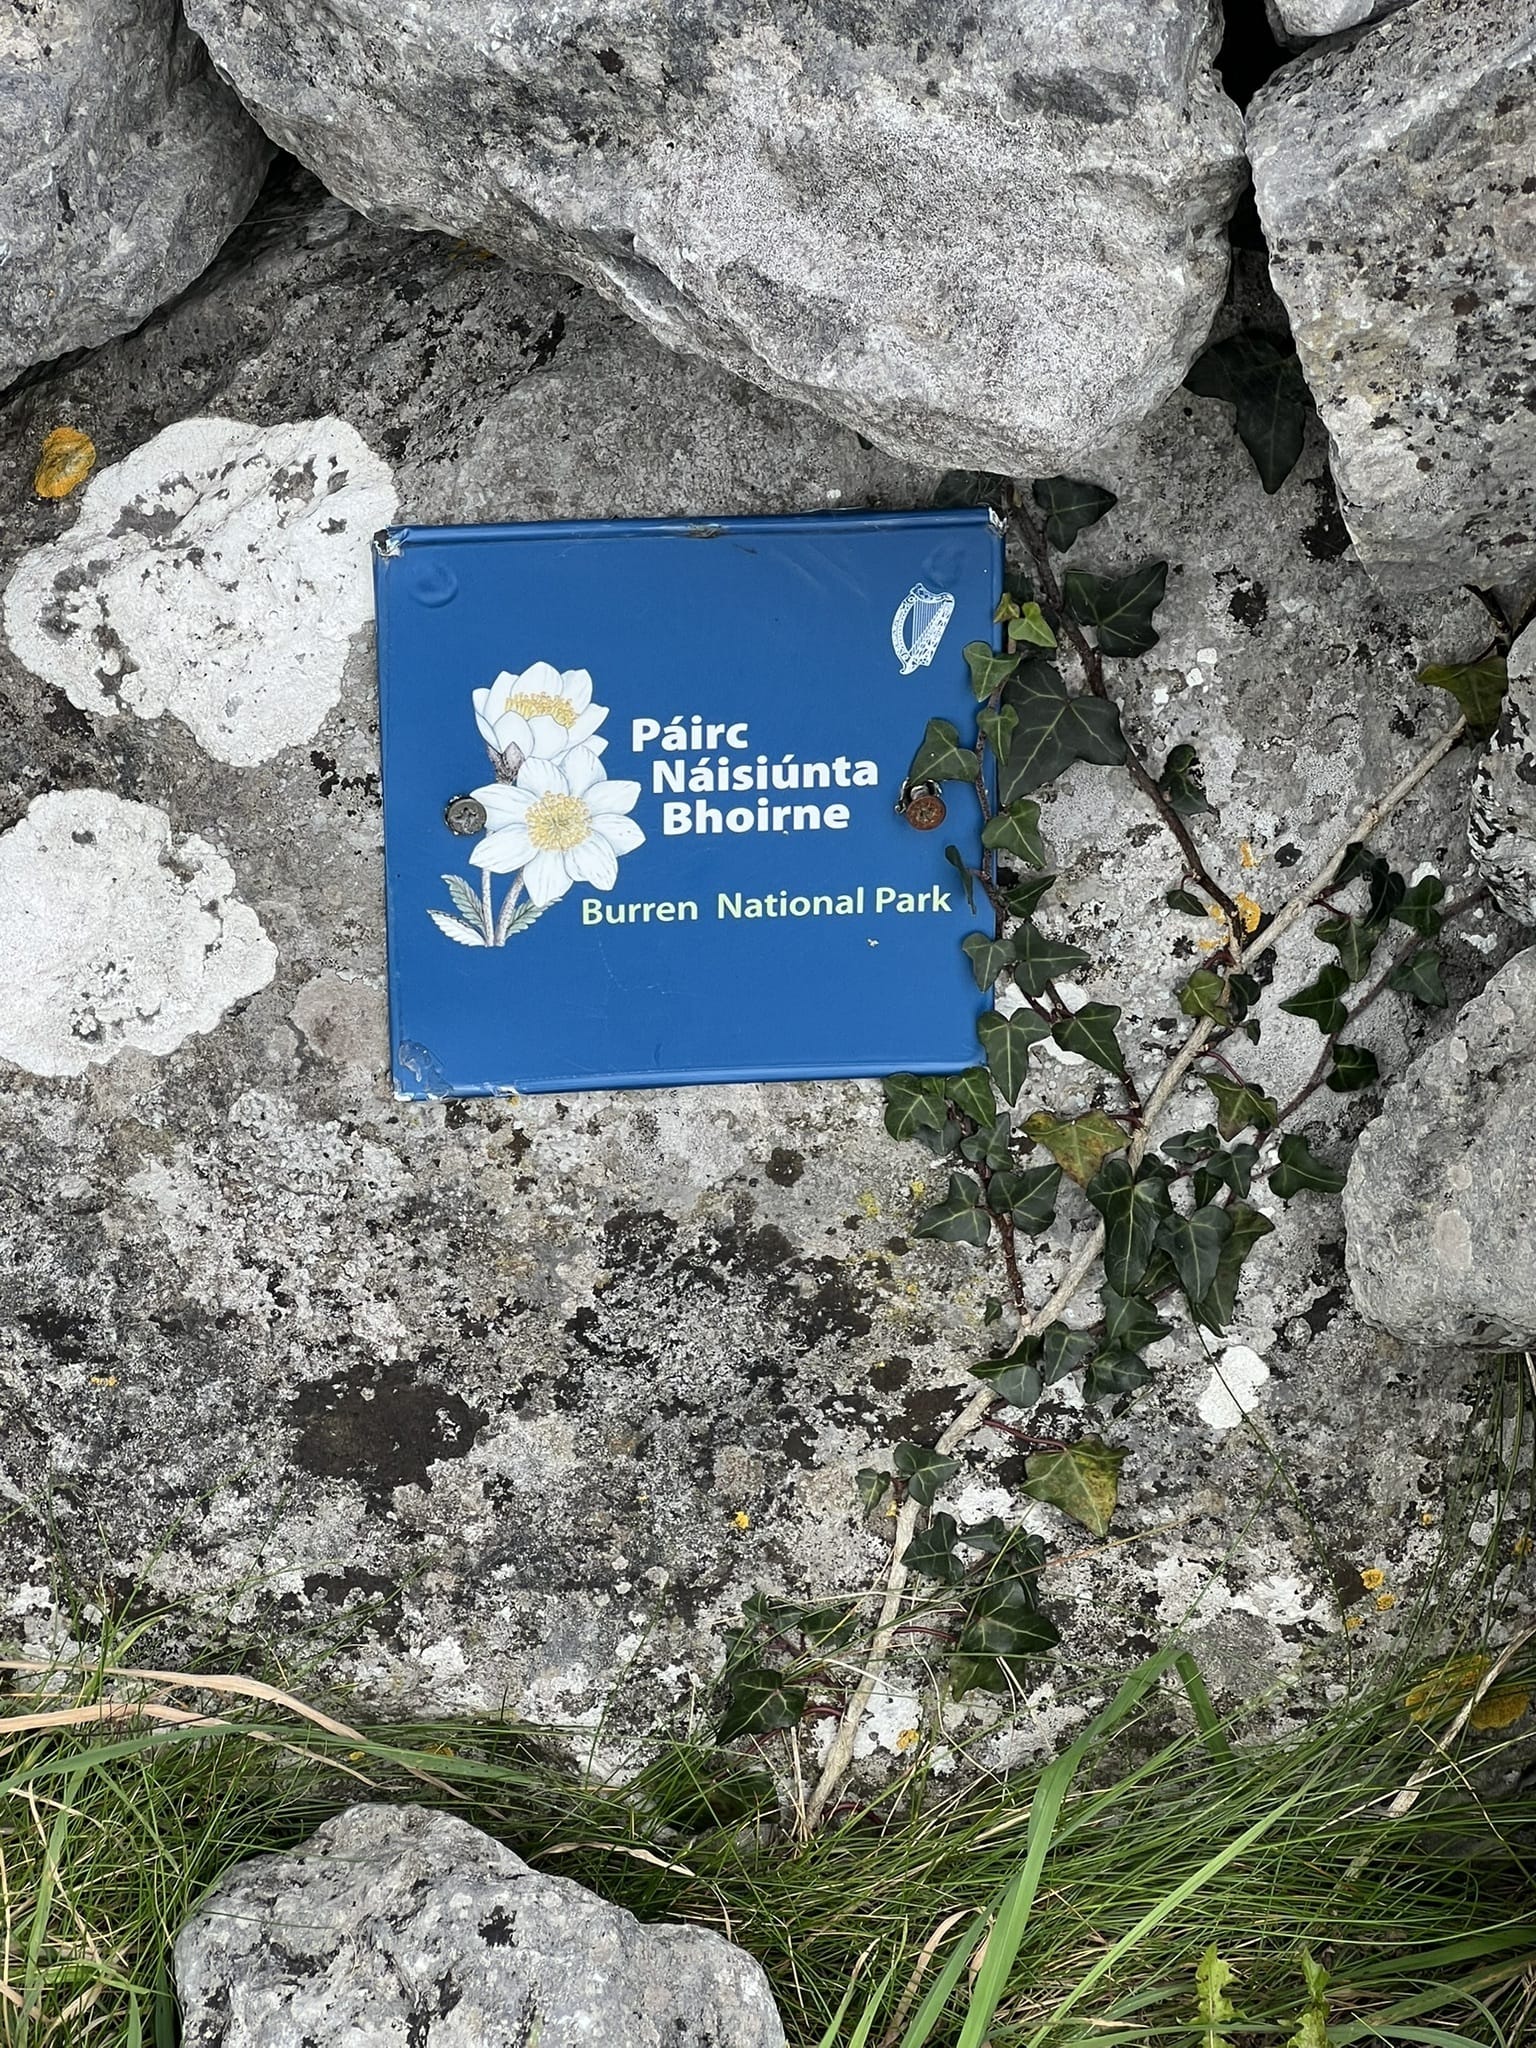 Páirc
Náisiúnta
Bhoirne
Burren National Park